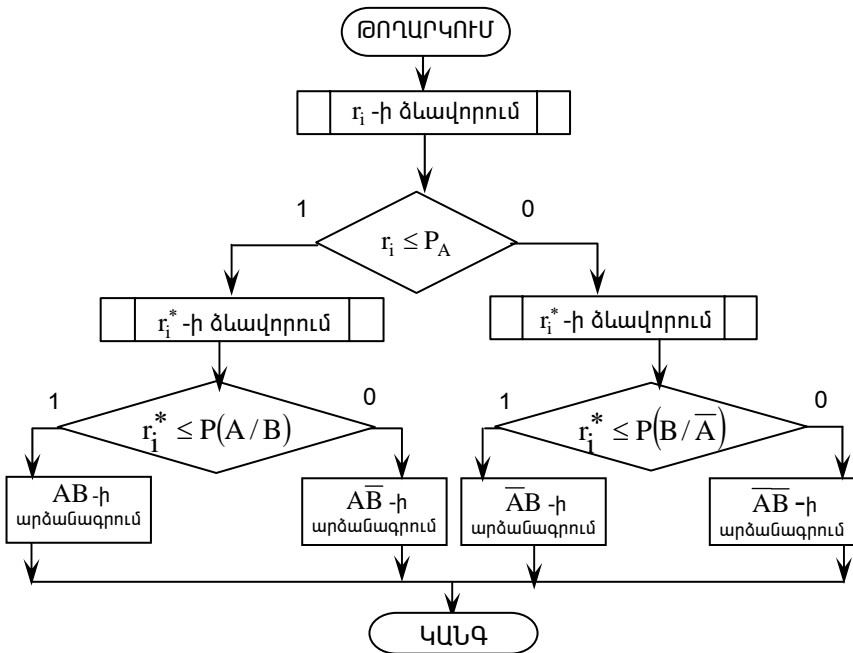 ԹՈՂԱՐԿՈՒՄ
rᵢ -ի ձևավորում
1
0
rᵢ ≤ P_A
rᵢ* -ի ձևավորում
rᵢ* -ի ձևավորում
1
0
1
0
rᵢ* ≤ P(A / B)
rᵢ* ≤ P(B / A̅)
AB -ի
արձանագրում
AB̅ -ի
արձանագրում
A̅B -ի
արձանագրում
A̅B̅ -ի
արձանագրում
ԿԱՆԳ